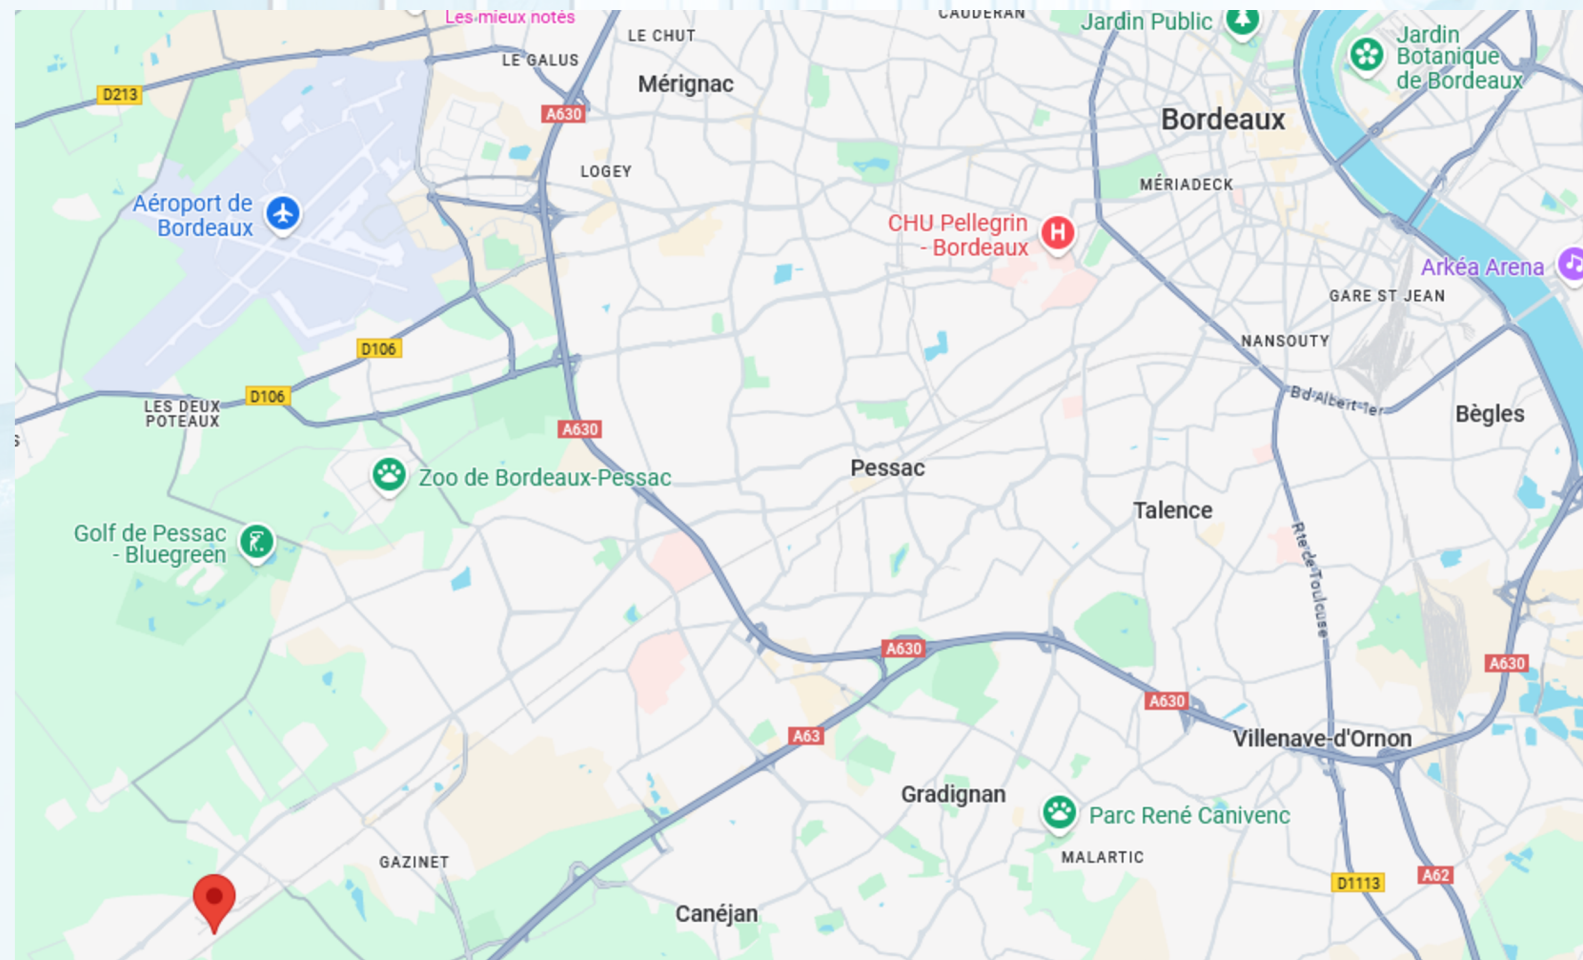 Les mieux notés
CAUDÉRAN
Jardin Public
LE CHUT
Jardin
Botanique
de Bordeaux
LE GALUS
Mérignac
D213
A630
Bordeaux
LOGEY
MÉRIADECK
Aéroport de
Bordeaux
CHU Pellegrin
- Bordeaux
Arkéa Arena
GARE ST JEAN
NANSOUTY
D106
D106
Bd Albert-1er
LES DEUX
POTEAUX
Bègles
A630
s
Pessac
Zoo de Bordeaux-Pessac
Talence
Golf de Pessac
- Bluegreen
Rte de Toulouse
A630
A630
A630
A63
Villenave-d'Ornon
Gradignan
Parc René Canivenc
MALARTIC
GAZINET
D1113
A62
Canéjan
H